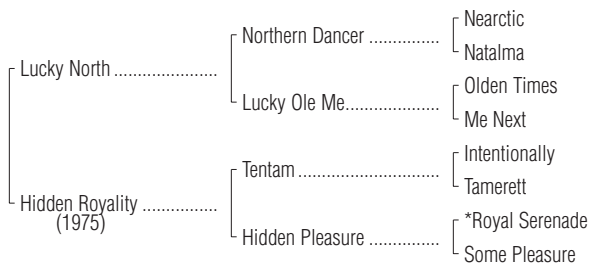 Nearctic
Northern Dancer ................
Natalma
Lucky North .......................
Olden Times
Lucky Ole Me.....................
Me Next
Intentionally
Tentam ...............................
Tamerett
Hidden Royality .................
(1975)
*Royal Serenade
Hidden Pleasure ................
Some Pleasure